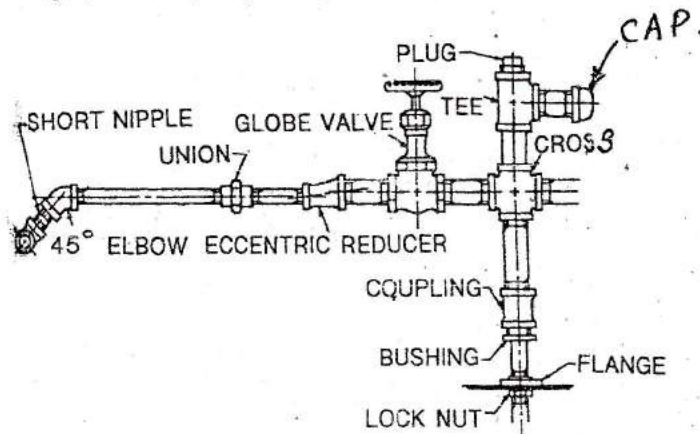 CAP.
PLUG
TEE
SHORT NIPPLE
GLOBE VALVE
UNION
CROSS
45° ELBOW ECCENTRIC REDUCER
COUPLING
BUSHING
FLANGE
LOCK NUT